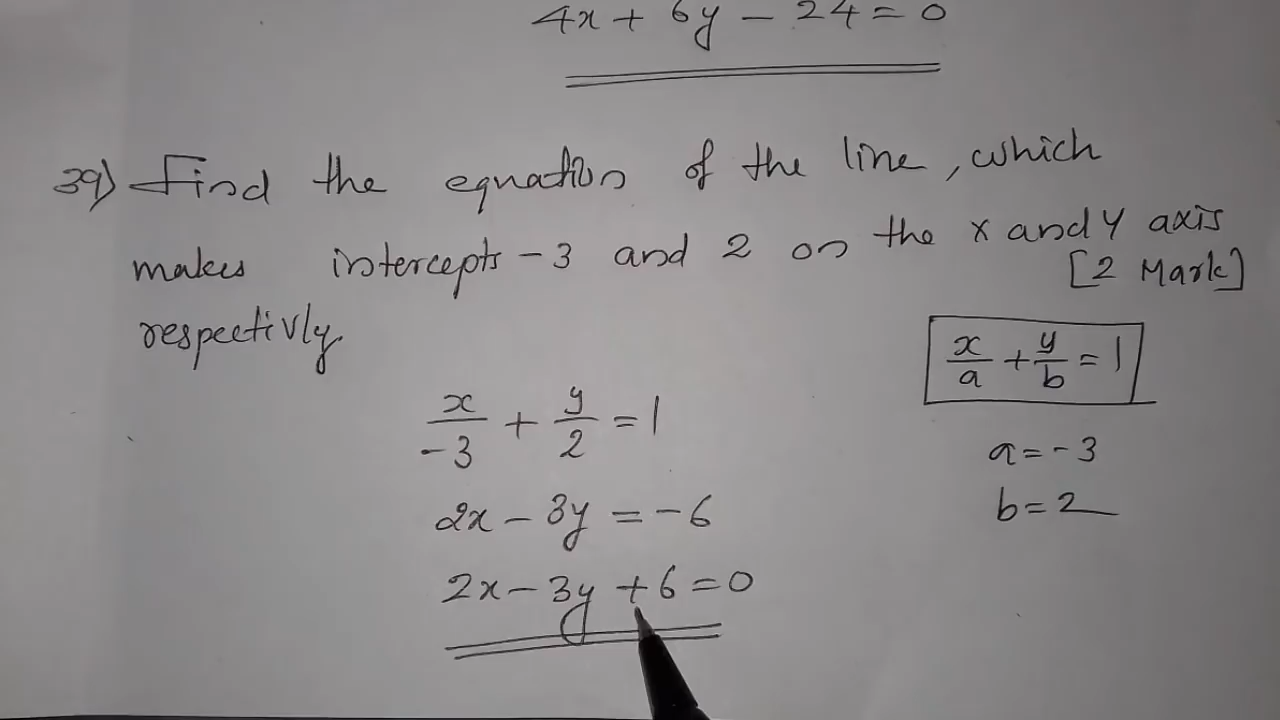 4x + 6y - 24 = 0
39) Find the equation of the line, which
makes intercepts -3 and 2 on the x and y axis
[2 Mark]
respectivly.
x/a + y/b = 1
x/-3 + y/2 = 1
a = -3
2x - 3y = -6
b = 2
2x - 3y + 6 = 0